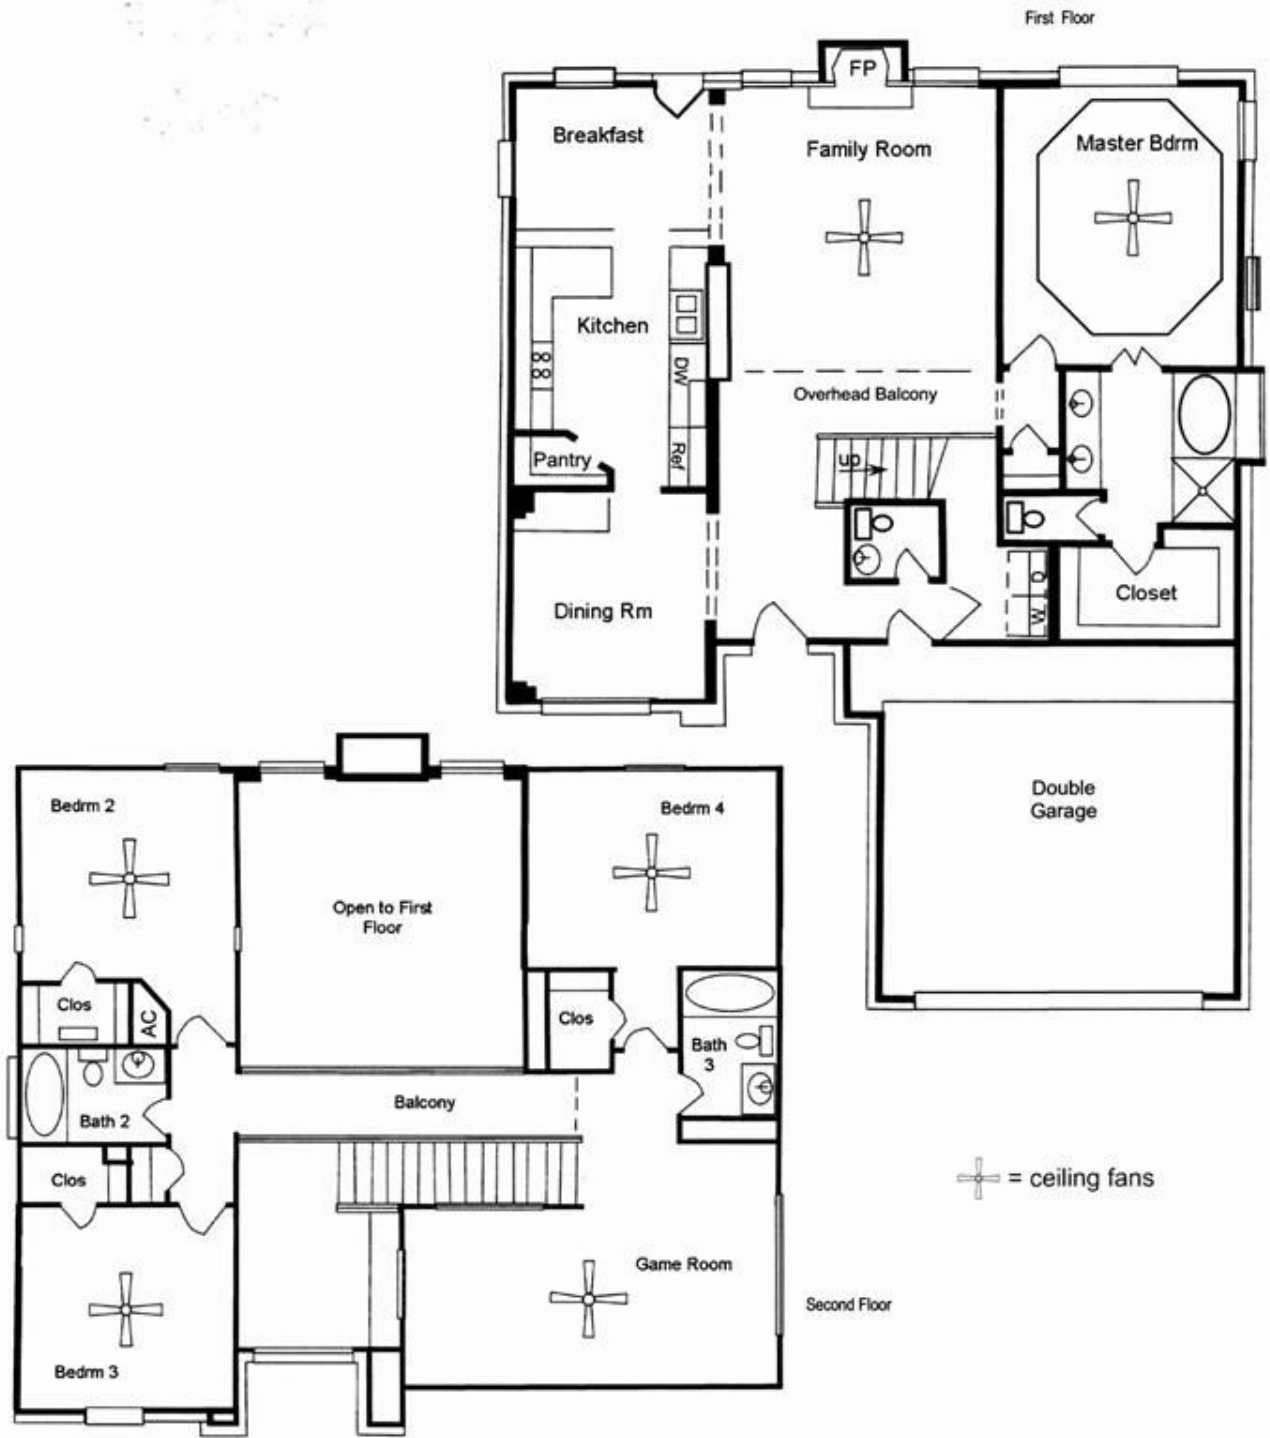 First Floor
FP
Breakfast
Family Room
Master Bdrm
Kitchen
DW
Overhead Balcony
Ref
Pantry
up
Dining Rm
D
W
Closet
Double
Garage
Bedrm 2
Bedrm 4
Open to First
Floor
Clos
AC
Clos
Bath
3
Balcony
Bath 2
Clos
= ceiling fans
Game Room
Second Floor
Bedrm 3